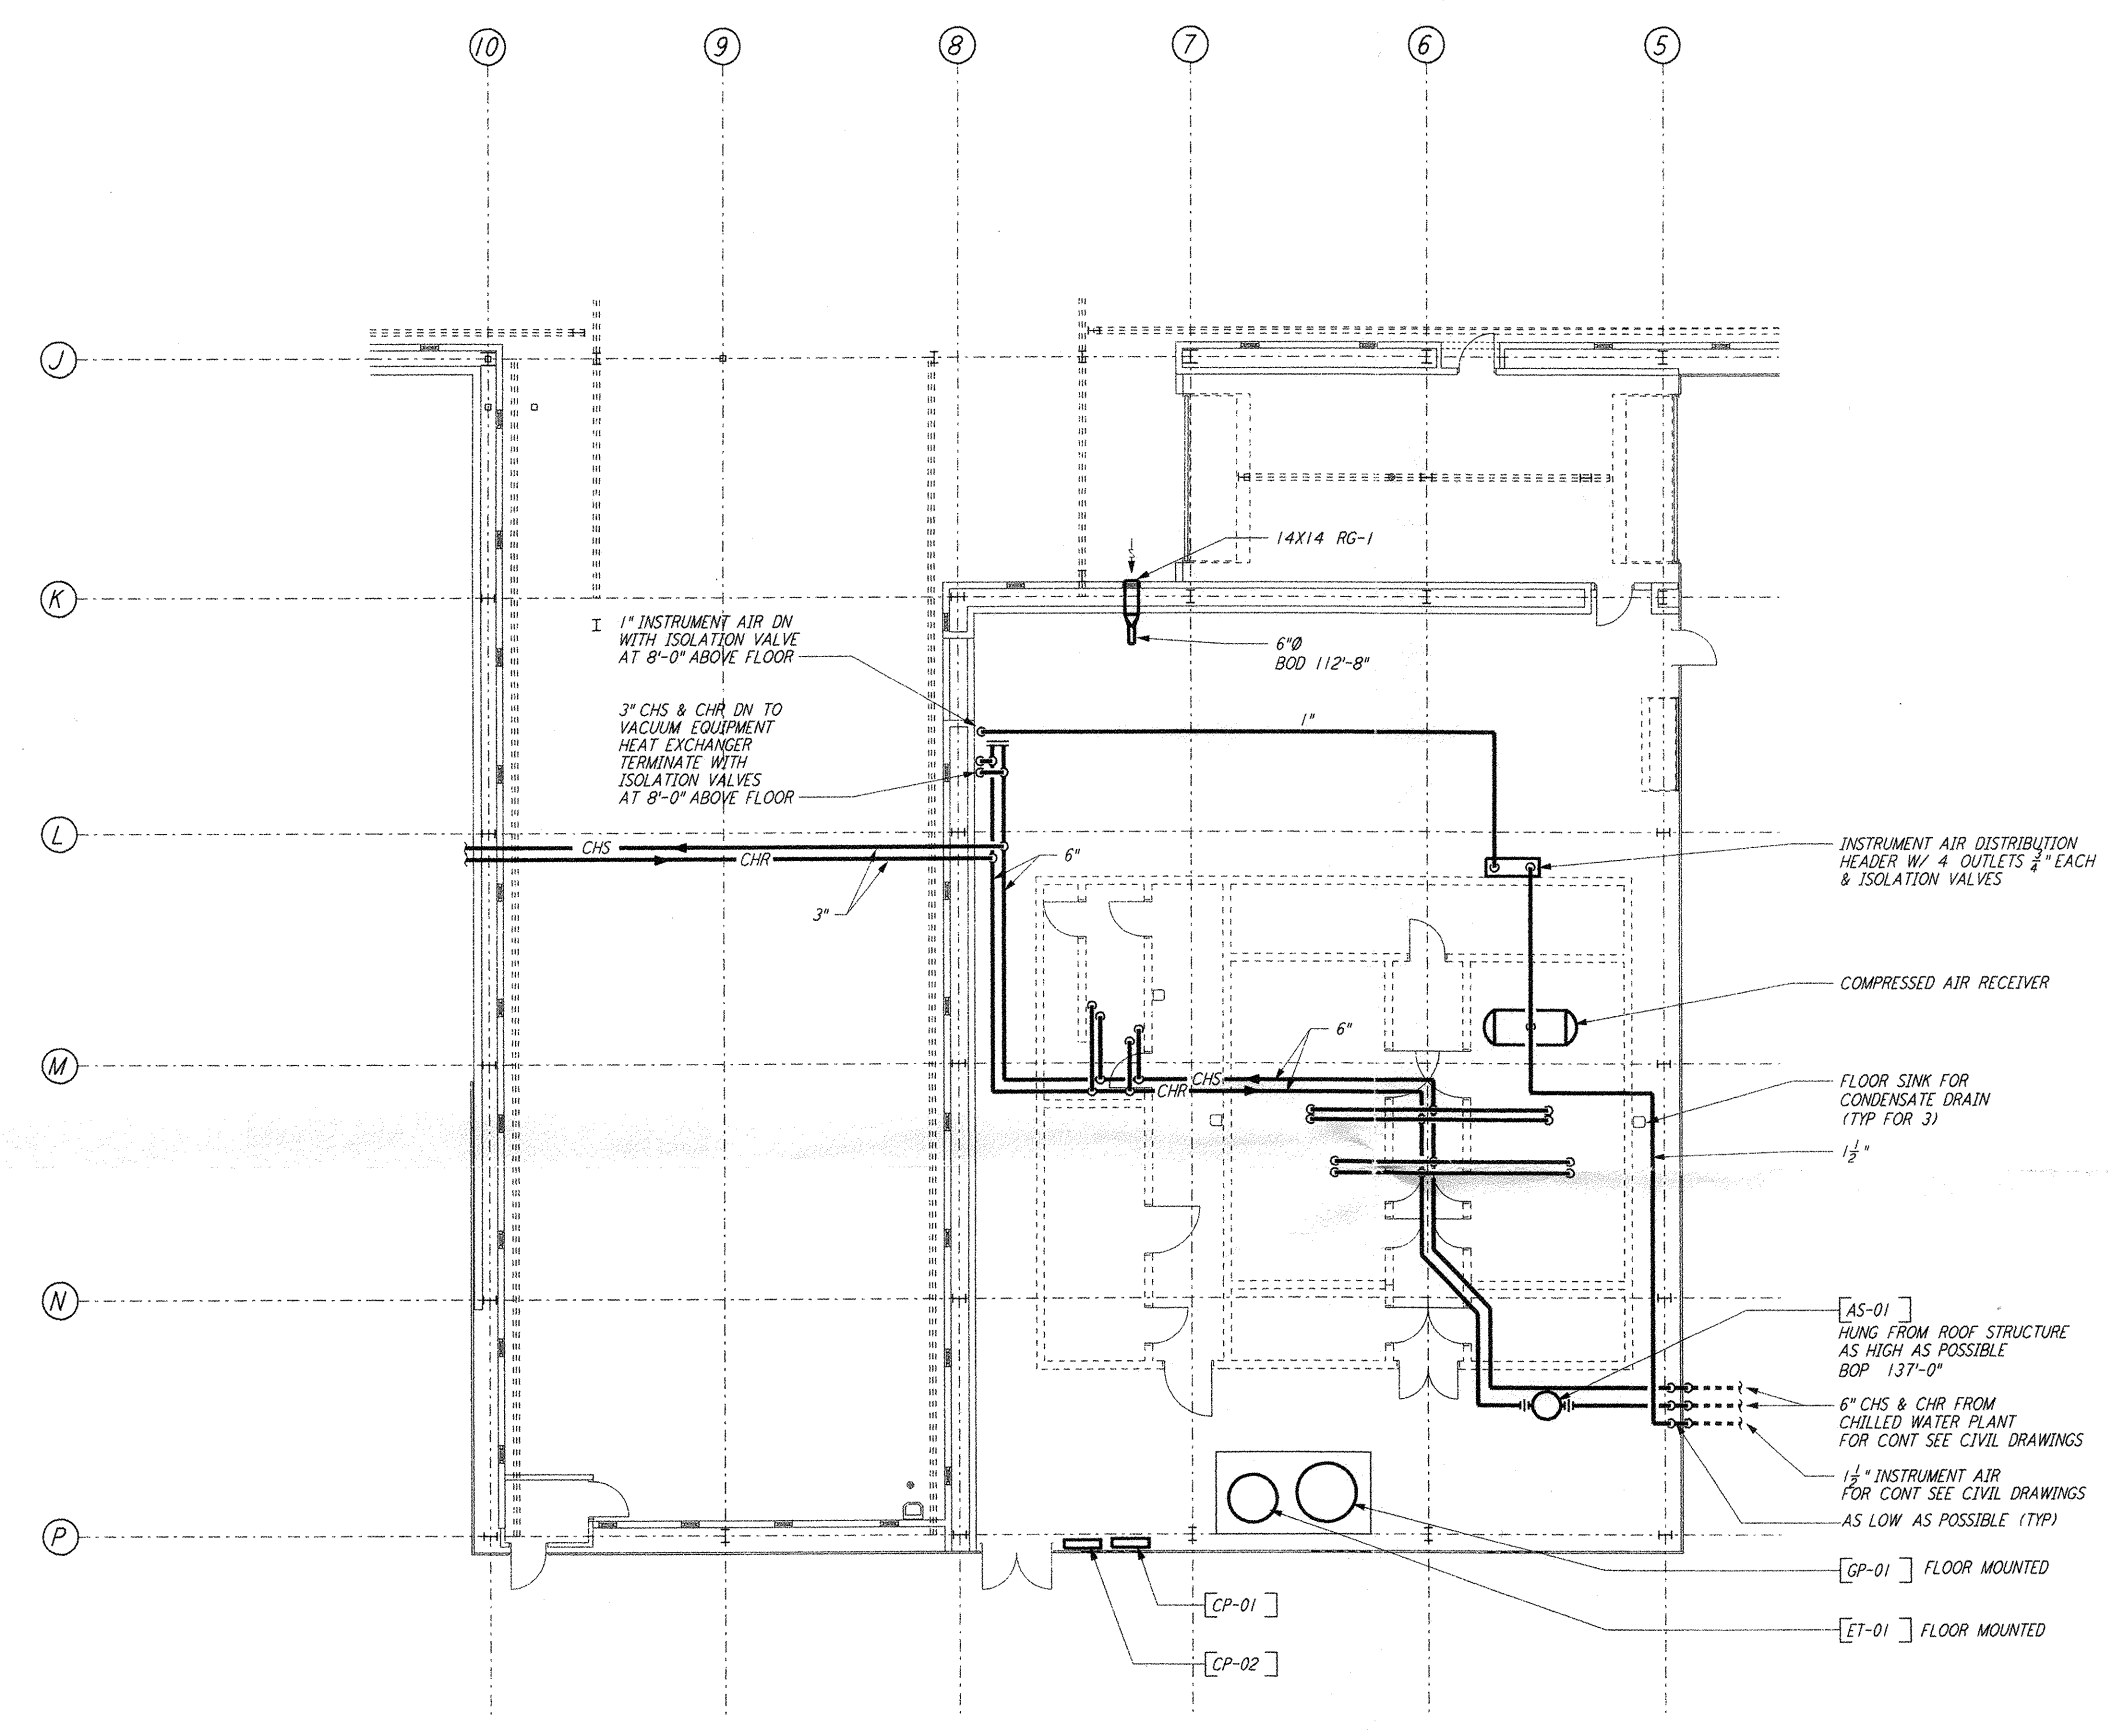 10
9
8
7
6
5
J
K
L
M
N
P
14X14 RG-1
6"Ø
BOD 112'-8"
1" INSTRUMENT AIR DN
WITH ISOLATION VALVE
AT 8'-0" ABOVE FLOOR
3" CHS & CHR DN TO
VACUUM EQUIPMENT
HEAT EXCHANGER
TERMINATE WITH
ISOLATION VALVES
AT 8'-0" ABOVE FLOOR
1"
CHS
CHR
3"
6"
INSTRUMENT AIR DISTRIBUTION
HEADER W/ 4 OUTLETS 3/4" EACH
& ISOLATION VALVES
COMPRESSED AIR RECEIVER
6"
CHS
CHR
FLOOR SINK FOR
CONDENSATE DRAIN
(TYP FOR 3)
1 1/2"
[AS-01]
HUNG FROM ROOF STRUCTURE
AS HIGH AS POSSIBLE
BOP 137'-0"
6" CHS & CHR FROM
CHILLED WATER PLANT
FOR CONT SEE CIVIL DRAWINGS
1 1/2" INSTRUMENT AIR
FOR CONT SEE CIVIL DRAWINGS
AS LOW AS POSSIBLE (TYP)
[GP-01] FLOOR MOUNTED
[CP-01]
[ET-01] FLOOR MOUNTED
[CP-02]